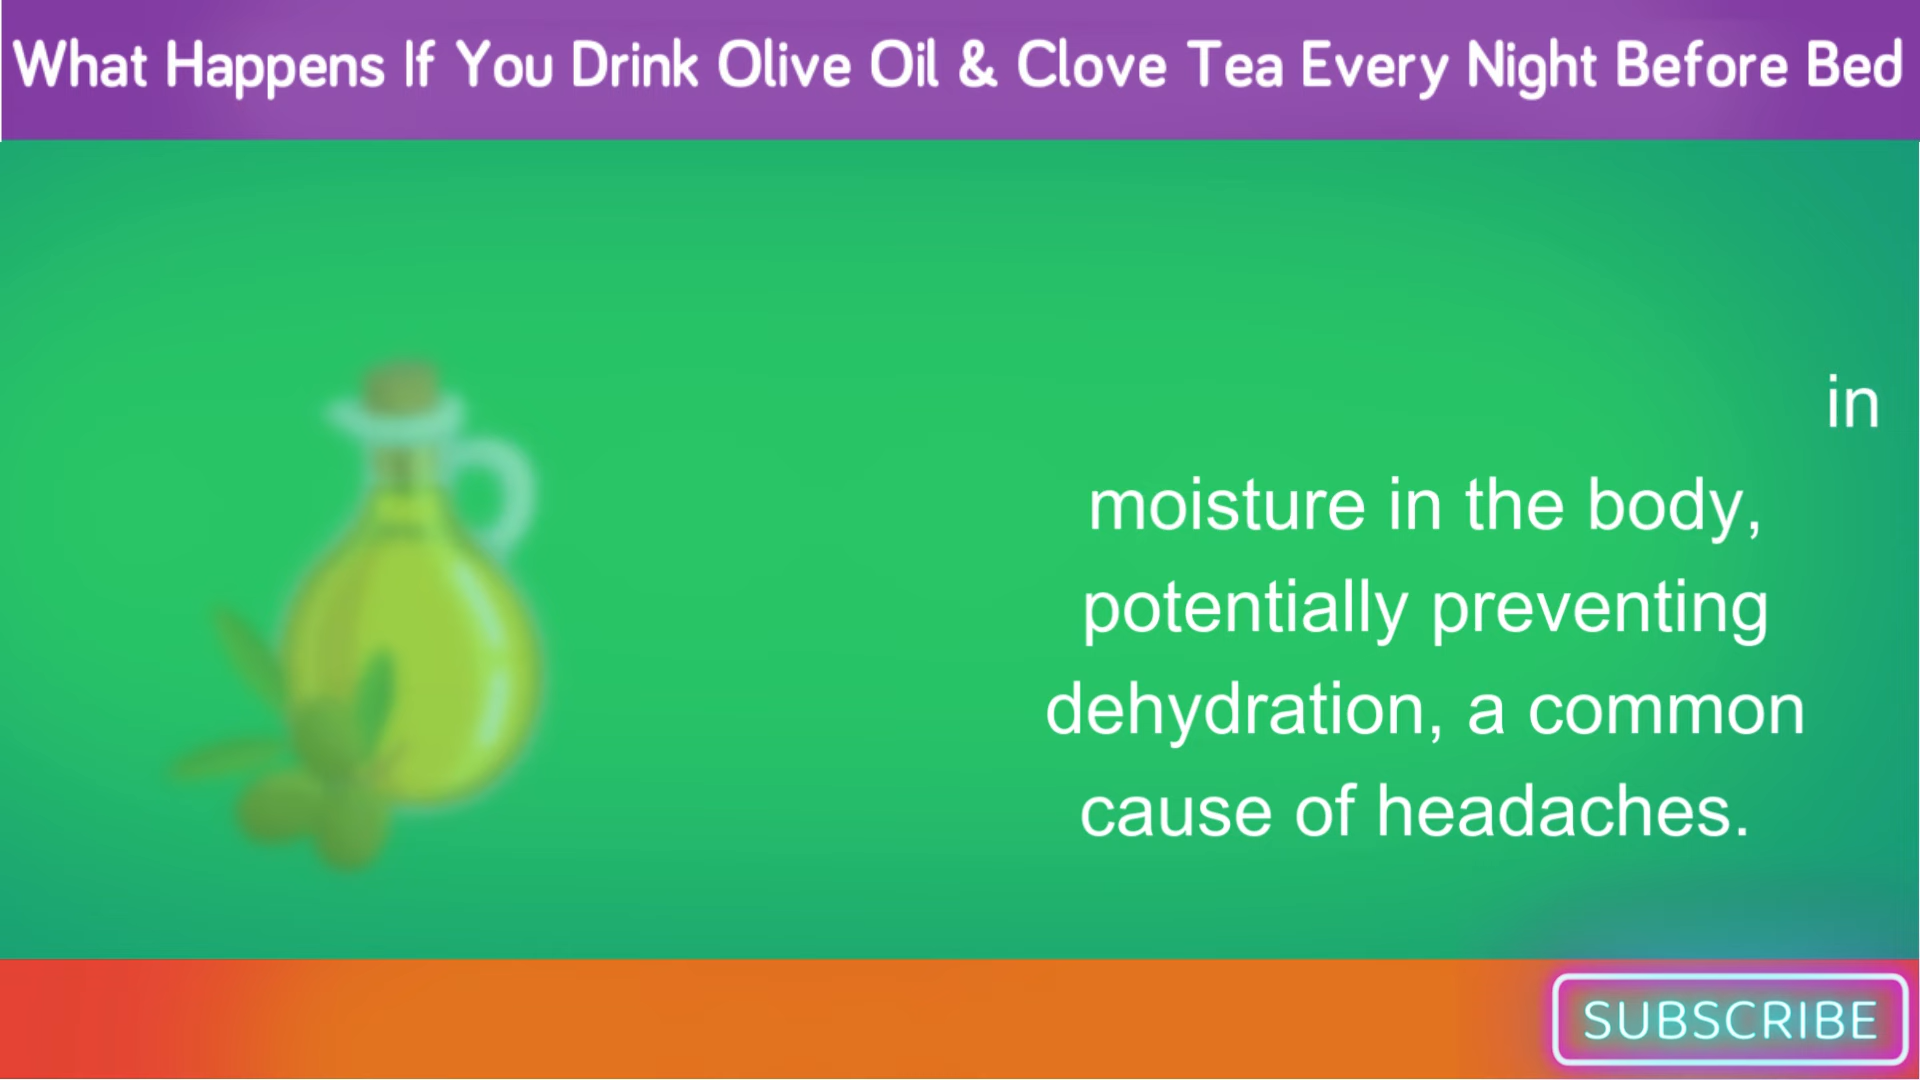 What Happens If You Drink Olive Oil & Clove Tea Every Night Before Bed
in
moisture in the body,
potentially preventing
dehydration, a common
cause of headaches.
SUBSCRIBE